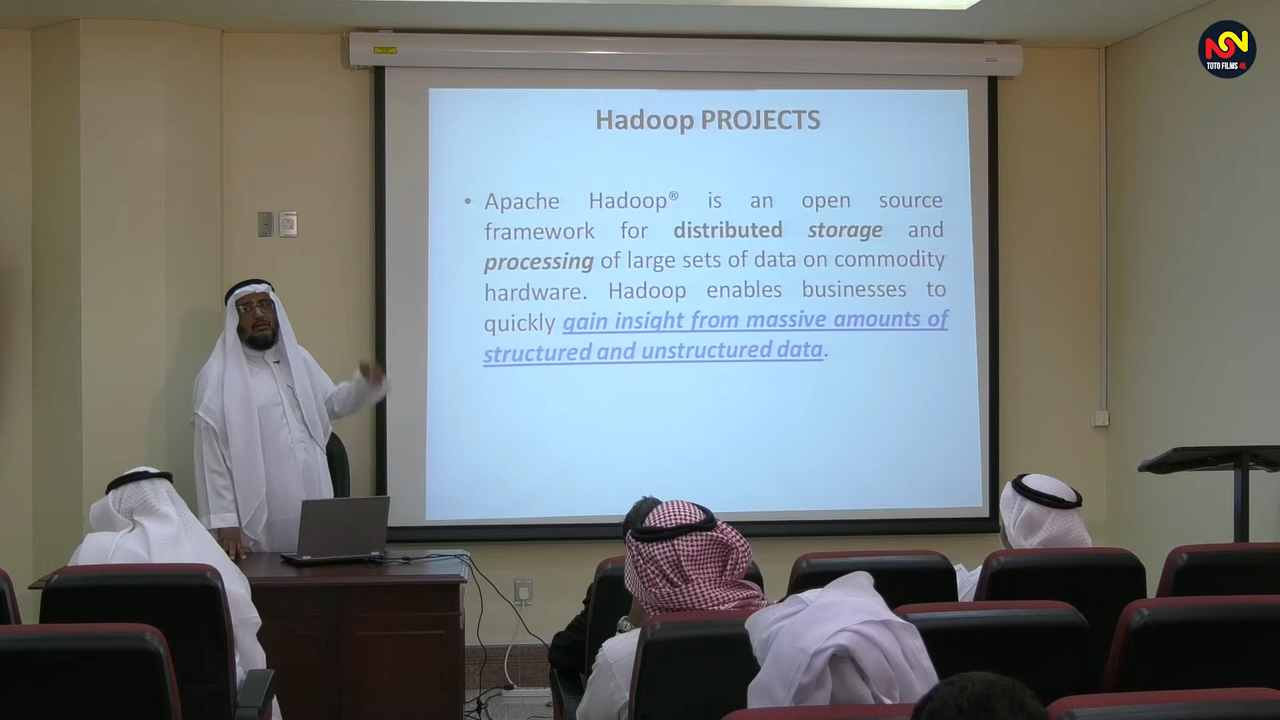 Hadoop PROJECTS
• Apache Hadoop® is an open source
framework for distributed storage and
processing of large sets of data on commodity
hardware. Hadoop enables businesses to
quickly gain insight from massive amounts of
structured and unstructured data.
TOTO FILMS 4K